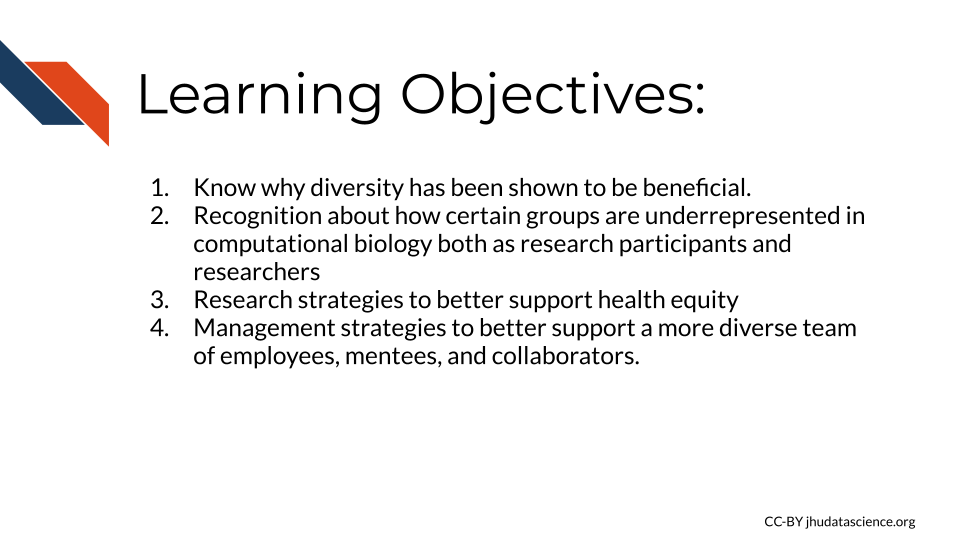 Learning Objectives:
1. Know why diversity has been shown to be beneficial.
2. Recognition about how certain groups are underrepresented in
computational biology both as research participants and
researchers
3. Research strategies to better support health equity
4. Management strategies to better support a more diverse team
of employees, mentees, and collaborators.
CC-BY jhudatascience.org